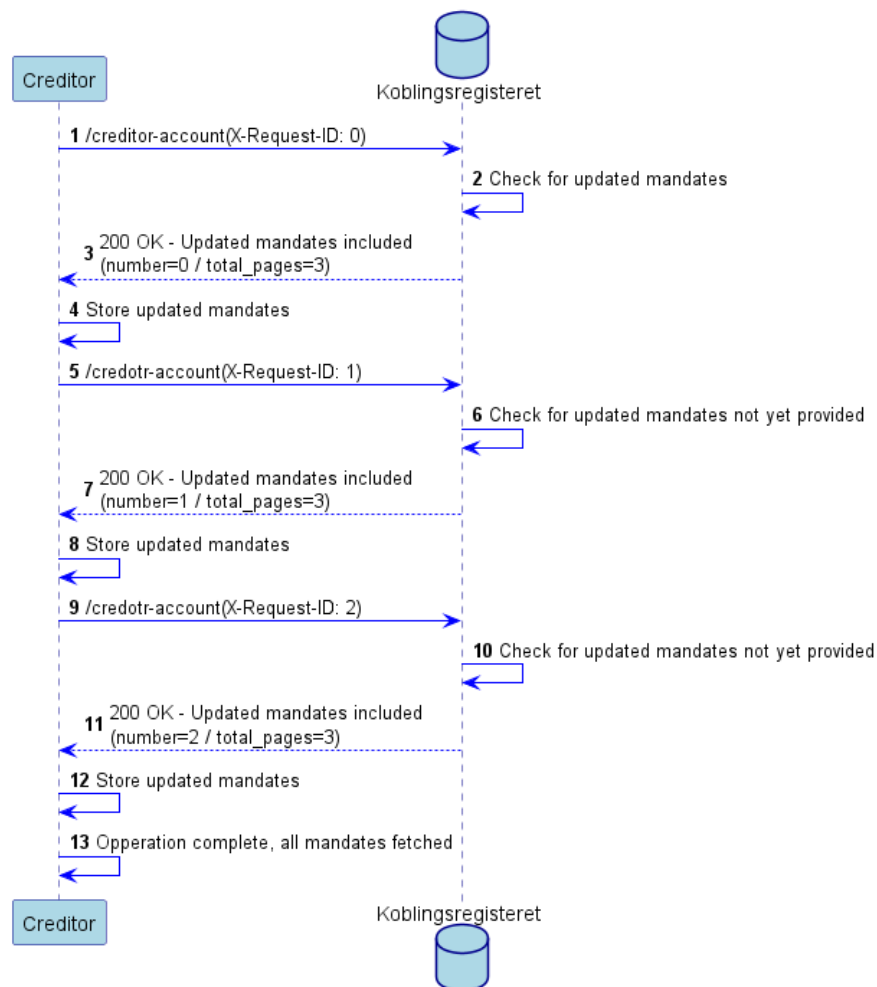 Creditor
Koblingsregisteret
1 /creditor-account(X-Request-ID: 0)
2 Check for updated mandates
3 200 OK - Updated mandates included
(number=0 / total_pages=3)
4 Store updated mandates
5 /credotr-account(X-Request-ID: 1)
6 Check for updated mandates not yet provided
7 200 OK - Updated mandates included
(number=1 / total_pages=3)
8 Store updated mandates
9 /credotr-account(X-Request-ID: 2)
10 Check for updated mandates not yet provided
11 200 OK - Updated mandates included
(number=2 / total_pages=3)
12 Store updated mandates
13 Opperation complete, all mandates fetched
Creditor
Koblingsregisteret